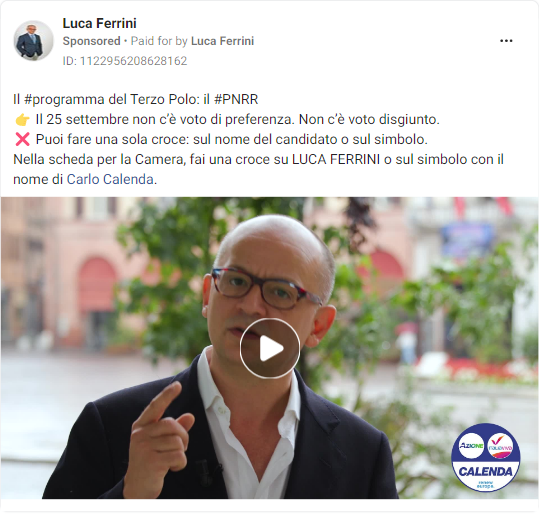 Luca Ferrini
Sponsored • Paid for by Luca Ferrini
ID: 1122956208628162
Il #programma del Terzo Polo: il #PNRR
👉 Il 25 settembre non c'è voto di preferenza. Non c'è voto disgiunto.
❌ Puoi fare una sola croce: sul nome del candidato o sul simbolo.
Nella scheda per la Camera, fai una croce su LUCA FERRINI o sul simbolo con il
nome di Carlo Calenda.
AZIONE
ITALIAVIVA
CALENDA
renew
europe.